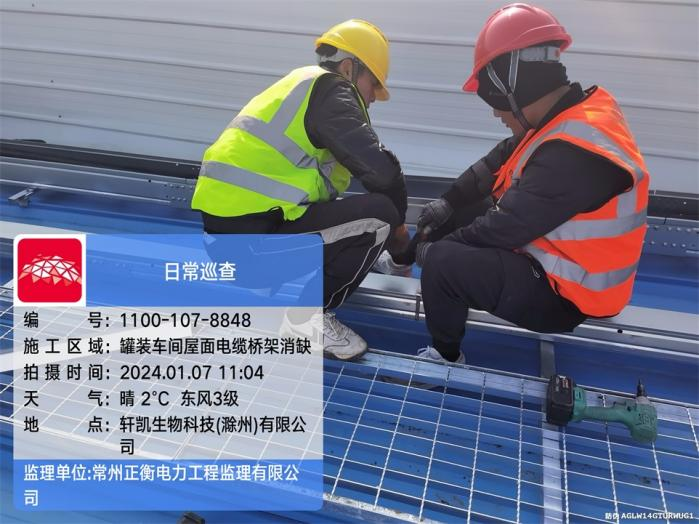 日常巡查
编 号：1100-107-8848
施工区域：罐装车间屋面电缆桥架消缺
拍摄时间：2024.01.07 11:04
天 气：晴 2℃ 东风3级
地 点：轩凯生物科技(滁州)有限公
司
监理单位:常州正衡电力工程监理有限公
司
防伪 AGLW14GTURWUG1